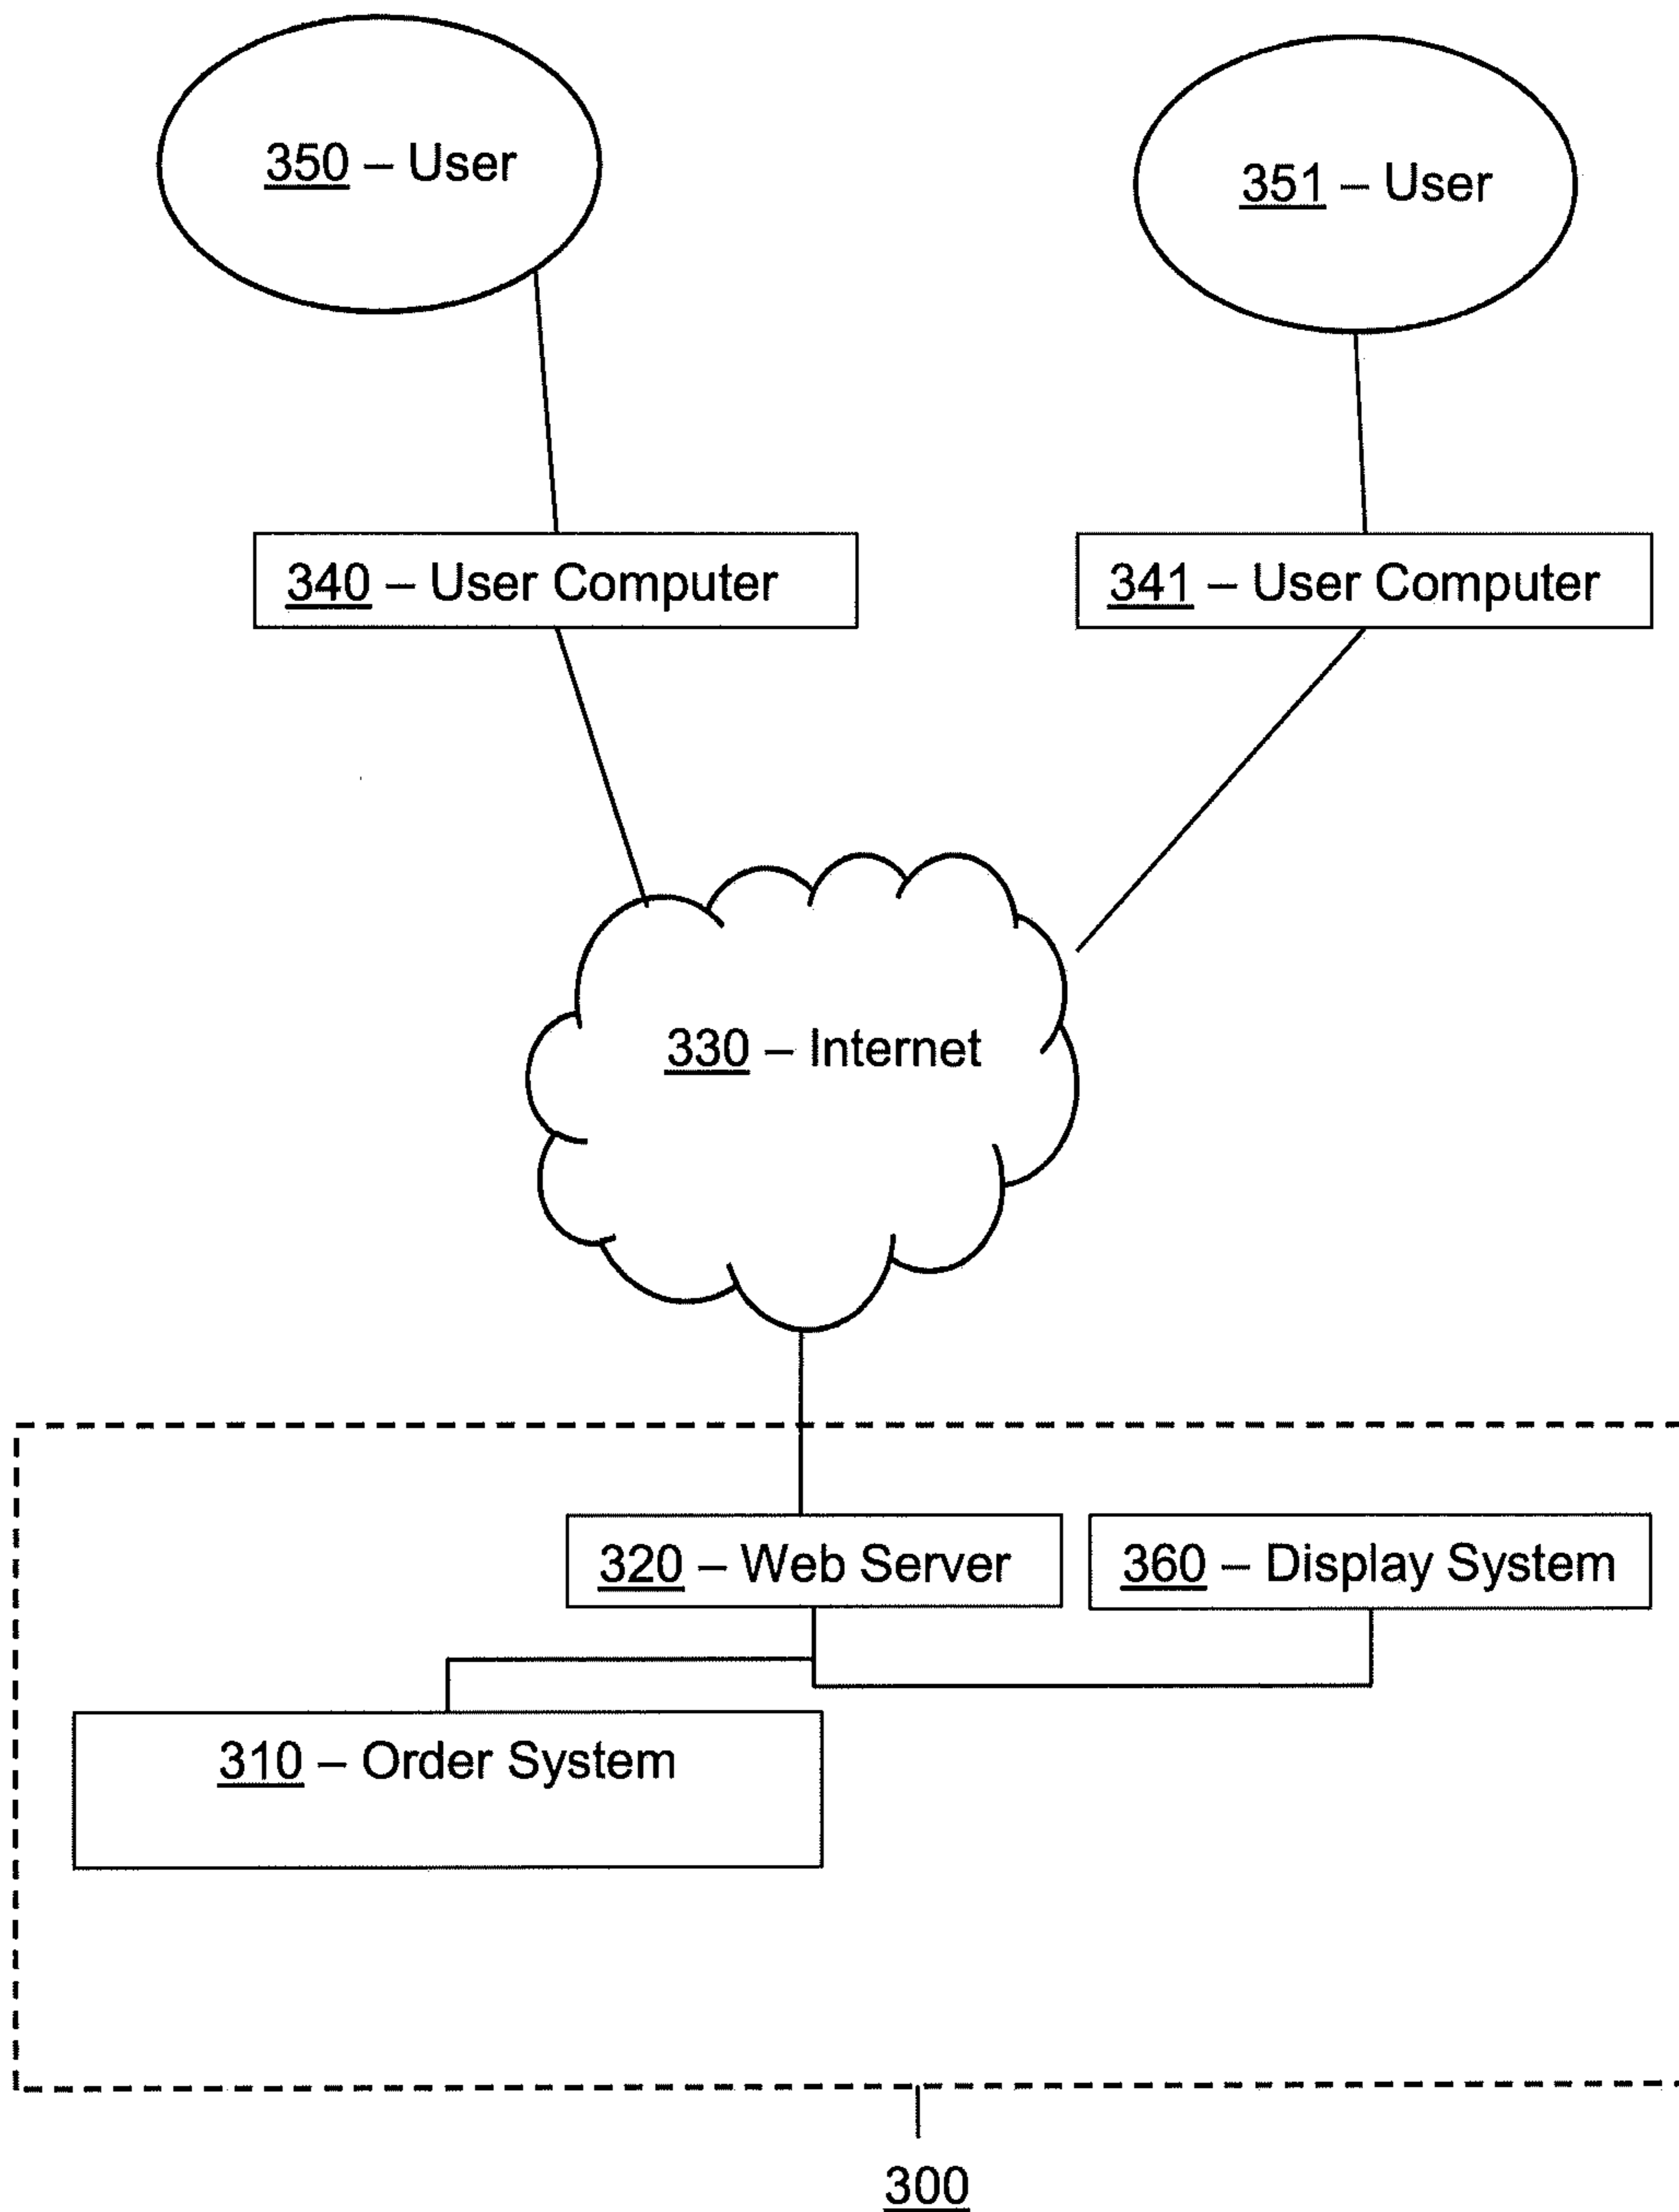 350 – User
351 – User
340 – User Computer
341 – User Computer
330 – Internet
320 – Web Server
360 – Display System
310 – Order System
300